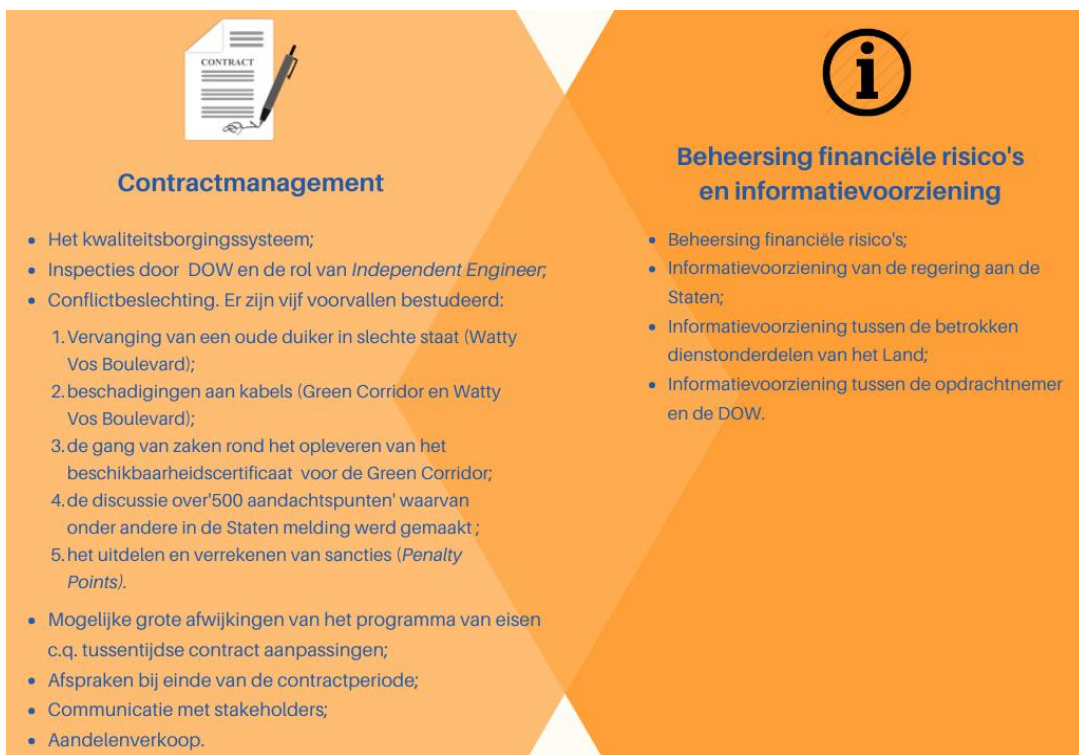 CONTRACT
Contractmanagement
• Het kwaliteitsborgingssysteem;
• Inspecties door DOW en de rol van Independent Engineer;
• Conflictbeslechting. Er zijn vijf voorvallen bestudeerd:
1. Vervanging van een oude duiker in slechte staat (Watty
Vos Boulevard);
2. beschadigingen aan kabels (Green Corridor en Watty
Vos Boulevard);
3. de gang van zaken rond het opleveren van het
beschikbaarheidscertificaat voor de Green Corridor;
4. de discussie over'500 aandachtspunten' waarvan
onder andere in de Staten melding werd gemaakt ;
5. het uitdelen en verrekenen van sancties (Penalty
Points).
• Mogelijke grote afwijkingen van het programma van eisen
c.q. tussentijdse contract aanpassingen;
• Afspraken bij einde van de contractperiode;
• Communicatie met stakeholders;
• Aandelenverkoop.
i
Beheersing financiële risico's
en informatievoorziening
• Beheersing financiële risico's;
• Informatievoorziening van de regering aan de
Staten;
• Informatievoorziening tussen de betrokken
dienstonderdelen van het Land;
• Informatievoorziening tussen de opdrachtnemer
en de DOW.